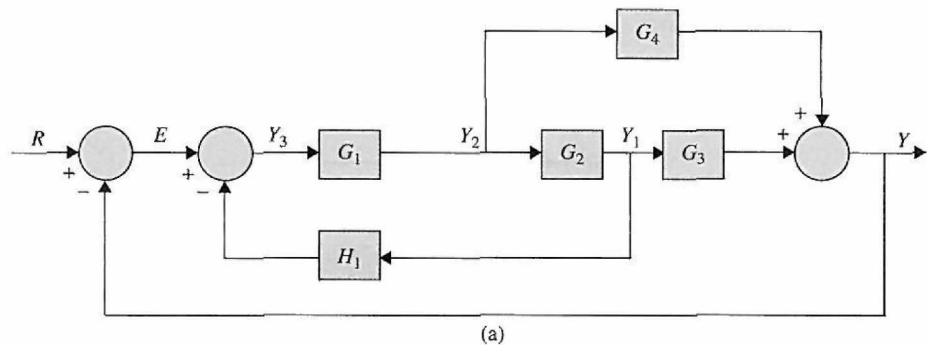 G₄
R
E
Y₃
G₁
Y₂
G₂
Y₁
G₃
Y
+
−
+
−
+
+
H₁
(a)